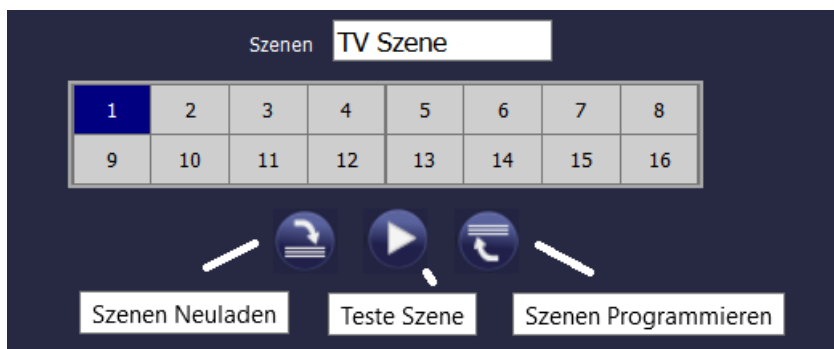 Szenen TV Szene
1 2 3 4 5 6 7 8
9 10 11 12 13 14 15 16
Szenen Neuladen Teste Szene Szenen Programmieren